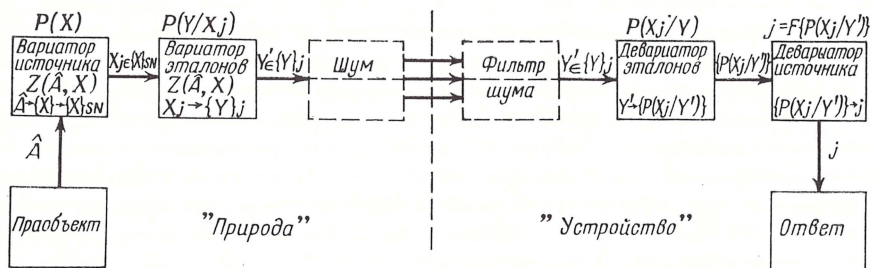 P(X)
Вариатор
источника
Z(Â, X)
Â→{X}→{X}SN
Xj∈{X}SN
P(Y/Xj)
Вариатор
эталонов
Z(Â, X)
Xj→{Y}j
Y'∈{Y}j
Шум
Фильтр
шума
Y'∈{Y}j
P(Xj/Y)
Девариатор
эталонов
Y'→{P(Xj/Y')}
{P(Xj/Y')}
j=F{P(Xj/Y')}
Девариатор
источника
{P(Xj/Y')}→j
Â
j
Праобъект
"Природа"
"Устройство"
Ответ